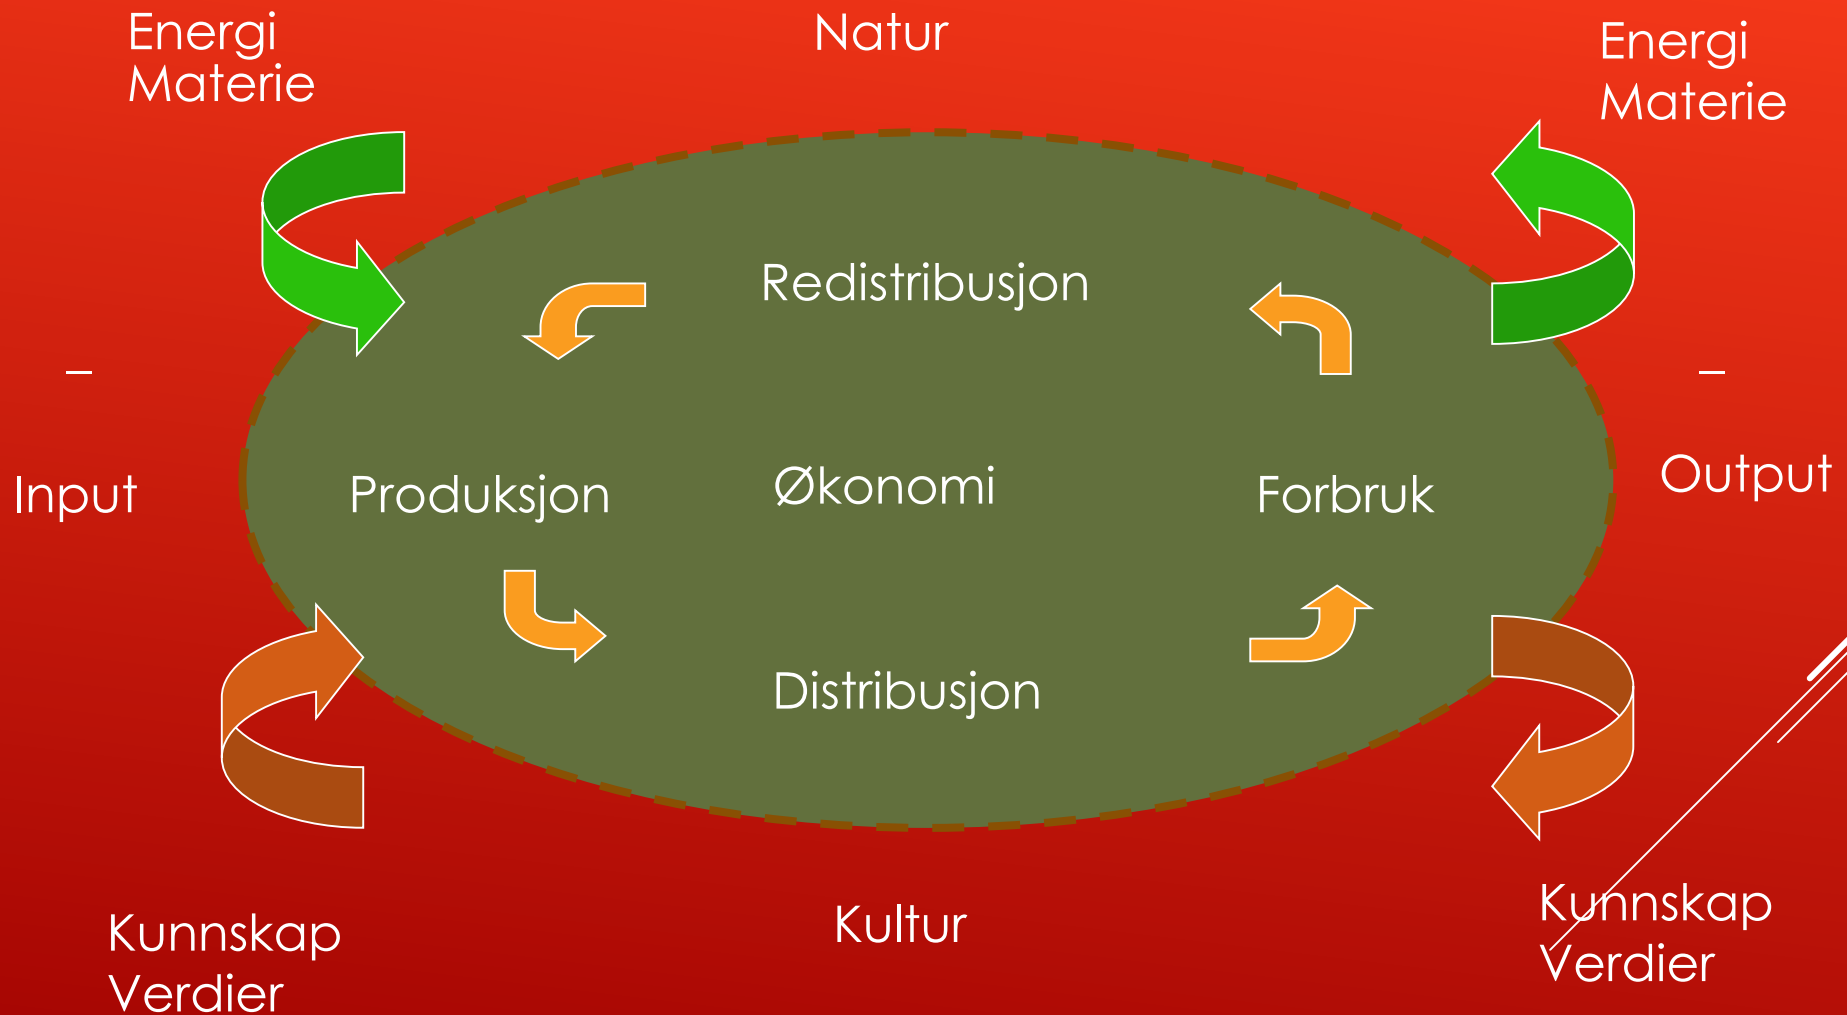 Energi
Materie
Natur
Energi
Materie
Redistribusjon
–
–
Input
Produksjon
Økonomi
Forbruk
Output
Distribusjon
Kunnskap
Verdier
Kultur
Kunnskap
Verdier